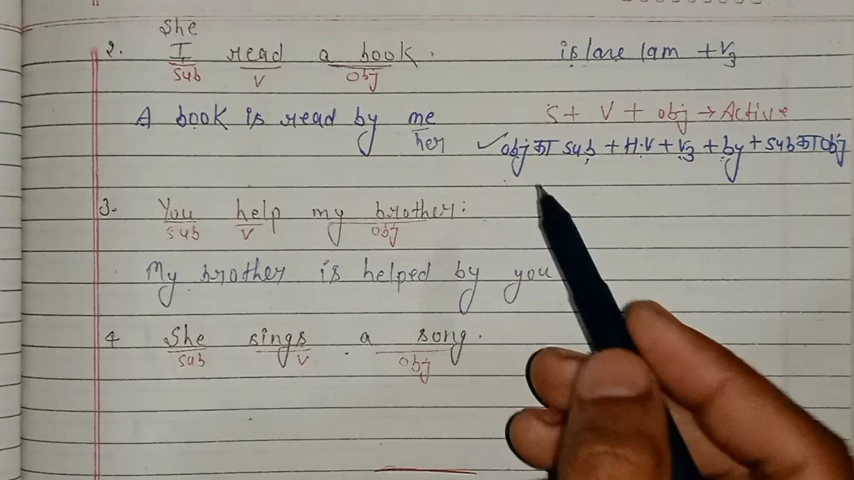 She
2. I read a book. is/are/am + V3
sub V obj
A book is read by me S + V + obj → Active
her ✓obj का sub + H.V + V3 + by + sub का obj
3. You help my brother:
sub V obj
My brother is helped by you
4 She sings a song.
sub V obj